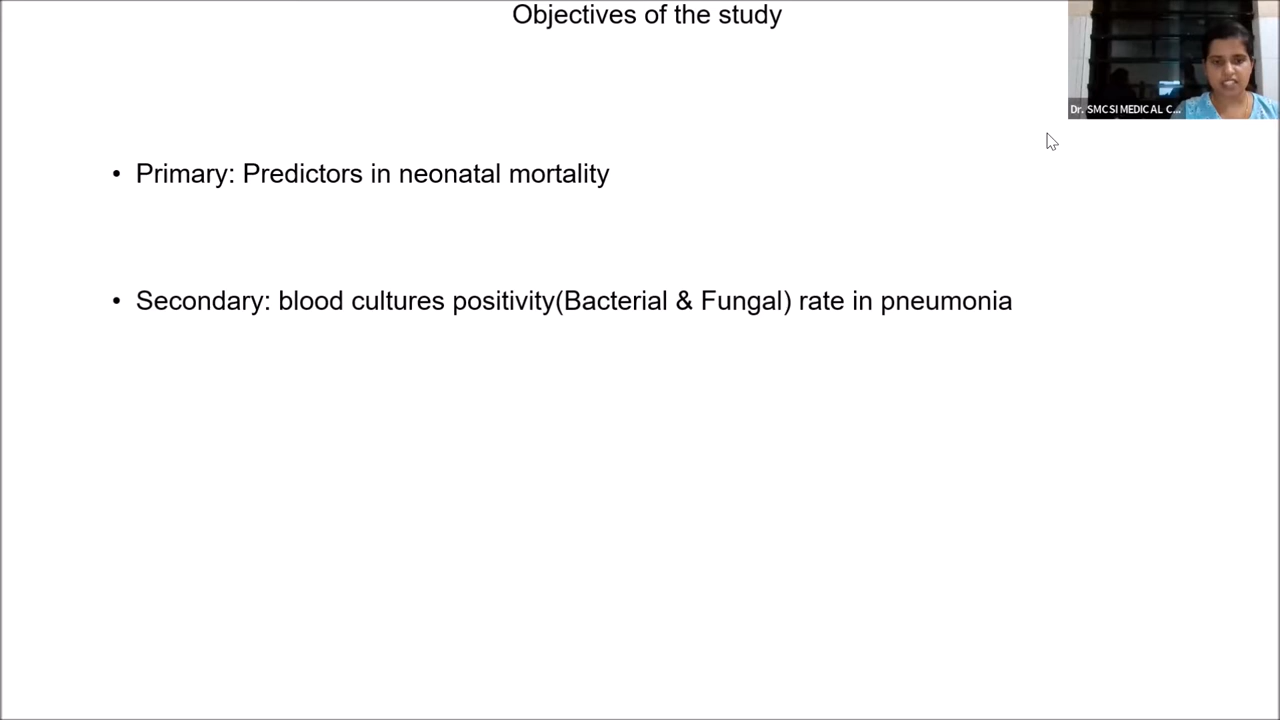 Objectives of the study
Dr. SMCSI MEDICAL C...
• Primary: Predictors in neonatal mortality
• Secondary: blood cultures positivity(Bacterial & Fungal) rate in pneumonia